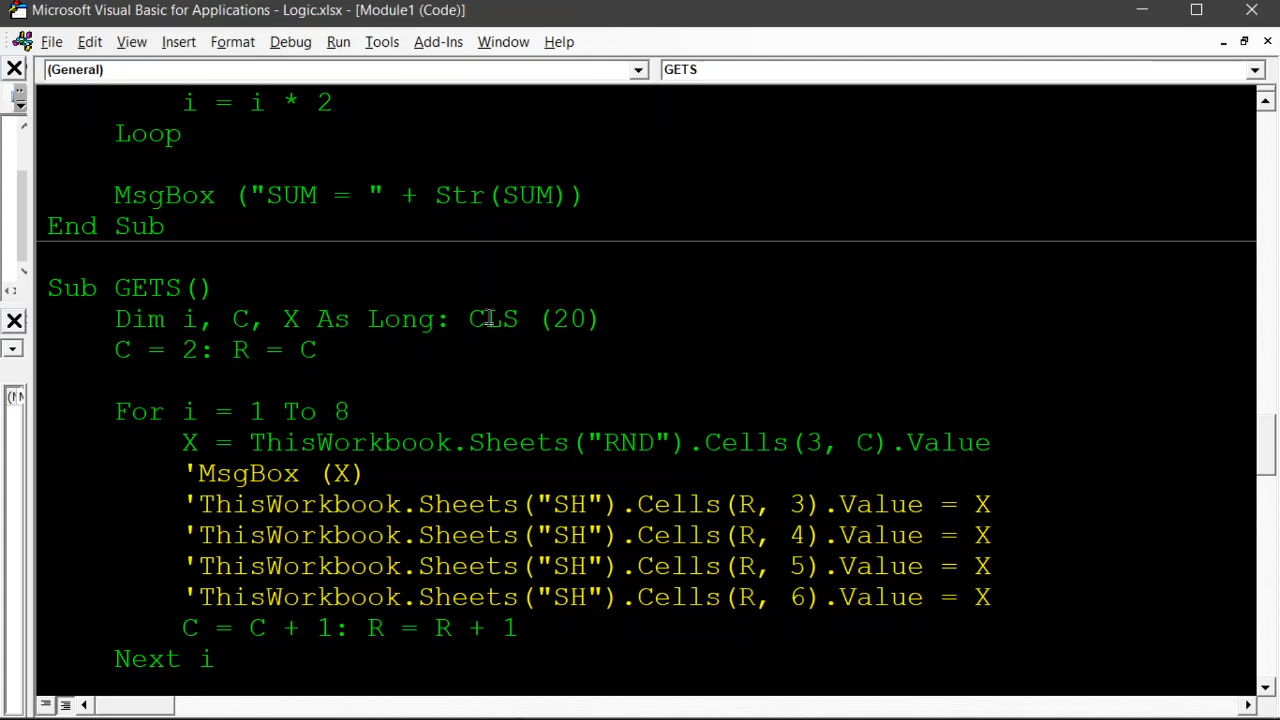 Microsoft Visual Basic for Applications - Logic.xlsx - [Module1 (Code)]
File Edit View Insert Format Debug Run Tools Add-Ins Window Help
(General) GETS
i = i * 2
Loop
MsgBox ("SUM = " + Str(SUM))
End Sub
Sub GETS()
Dim i, C, X As Long: CLS (20)
C = 2: R = C
For i = 1 To 8
X = ThisWorkbook.Sheets("RND").Cells(3, C).Value
'MsgBox (X)
'ThisWorkbook.Sheets("SH").Cells(R, 3).Value = X
'ThisWorkbook.Sheets("SH").Cells(R, 4).Value = X
'ThisWorkbook.Sheets("SH").Cells(R, 5).Value = X
'ThisWorkbook.Sheets("SH").Cells(R, 6).Value = X
C = C + 1: R = R + 1
Next i